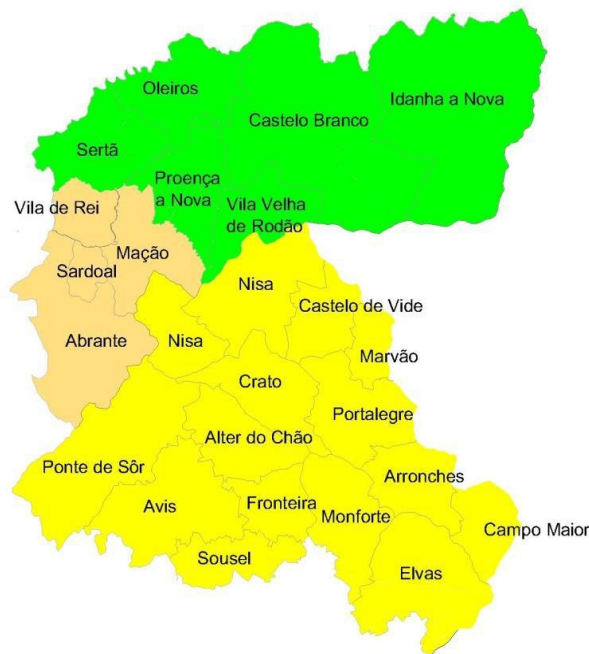 Oleiros
Idanha a Nova
Castelo Branco
Sertã
Proença
a Nova
Vila Velha
de Rodão
Vila de Rei
Mação
Sardoal
Nisa
Castelo de Vide
Abrante
Nisa
Marvão
Crato
Portalegre
Alter do Chão
Ponte de Sôr
Arronches
Avis
Fronteira
Monforte
Campo Maior
Sousel
Elvas